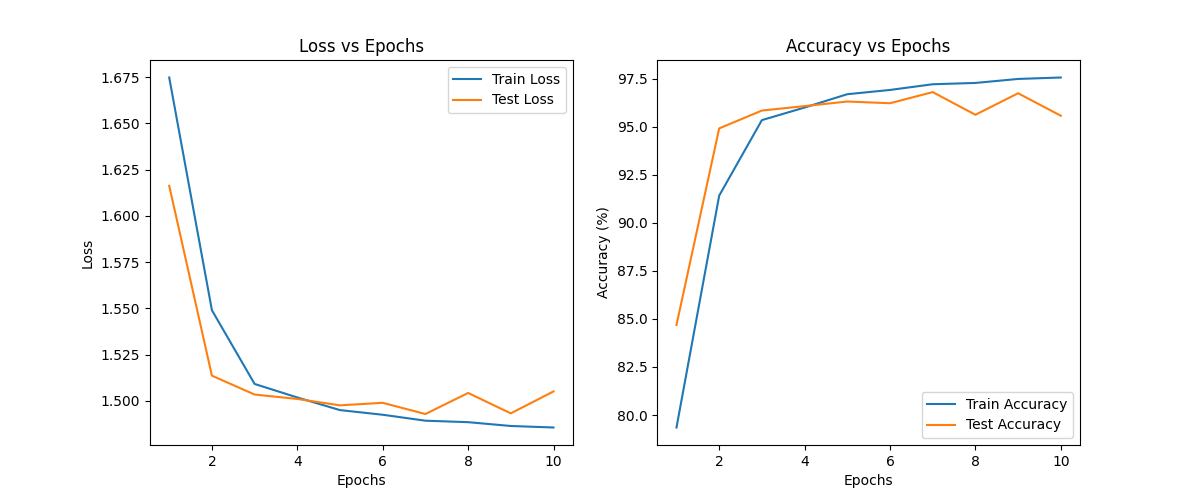 Loss vs Epochs
1.675
1.650
1.625
1.600
1.575
1.550
1.525
1.500
Loss
2 4 6 8 10
Epochs
Train Loss
Test Loss
Accuracy vs Epochs
97.5
95.0
92.5
90.0
87.5
85.0
82.5
80.0
Accuracy (%)
2 4 6 8 10
Epochs
Train Accuracy
Test Accuracy